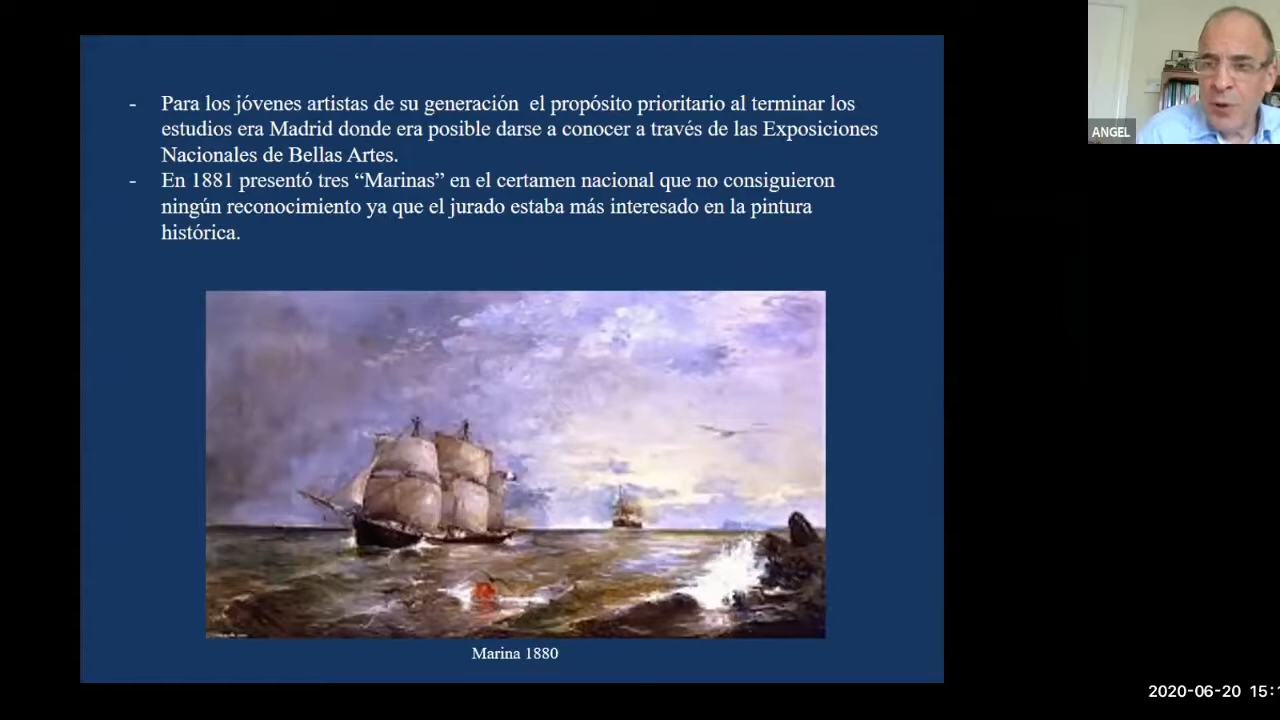 - Para los jóvenes artistas de su generación el propósito prioritario al terminar los
estudios era Madrid donde era posible darse a conocer a través de las Exposiciones
Nacionales de Bellas Artes.
- En 1881 presentó tres “Marinas” en el certamen nacional que no consiguieron
ningún reconocimiento ya que el jurado estaba más interesado en la pintura
histórica.
Marina 1880
ANGEL
2020-06-20 15: